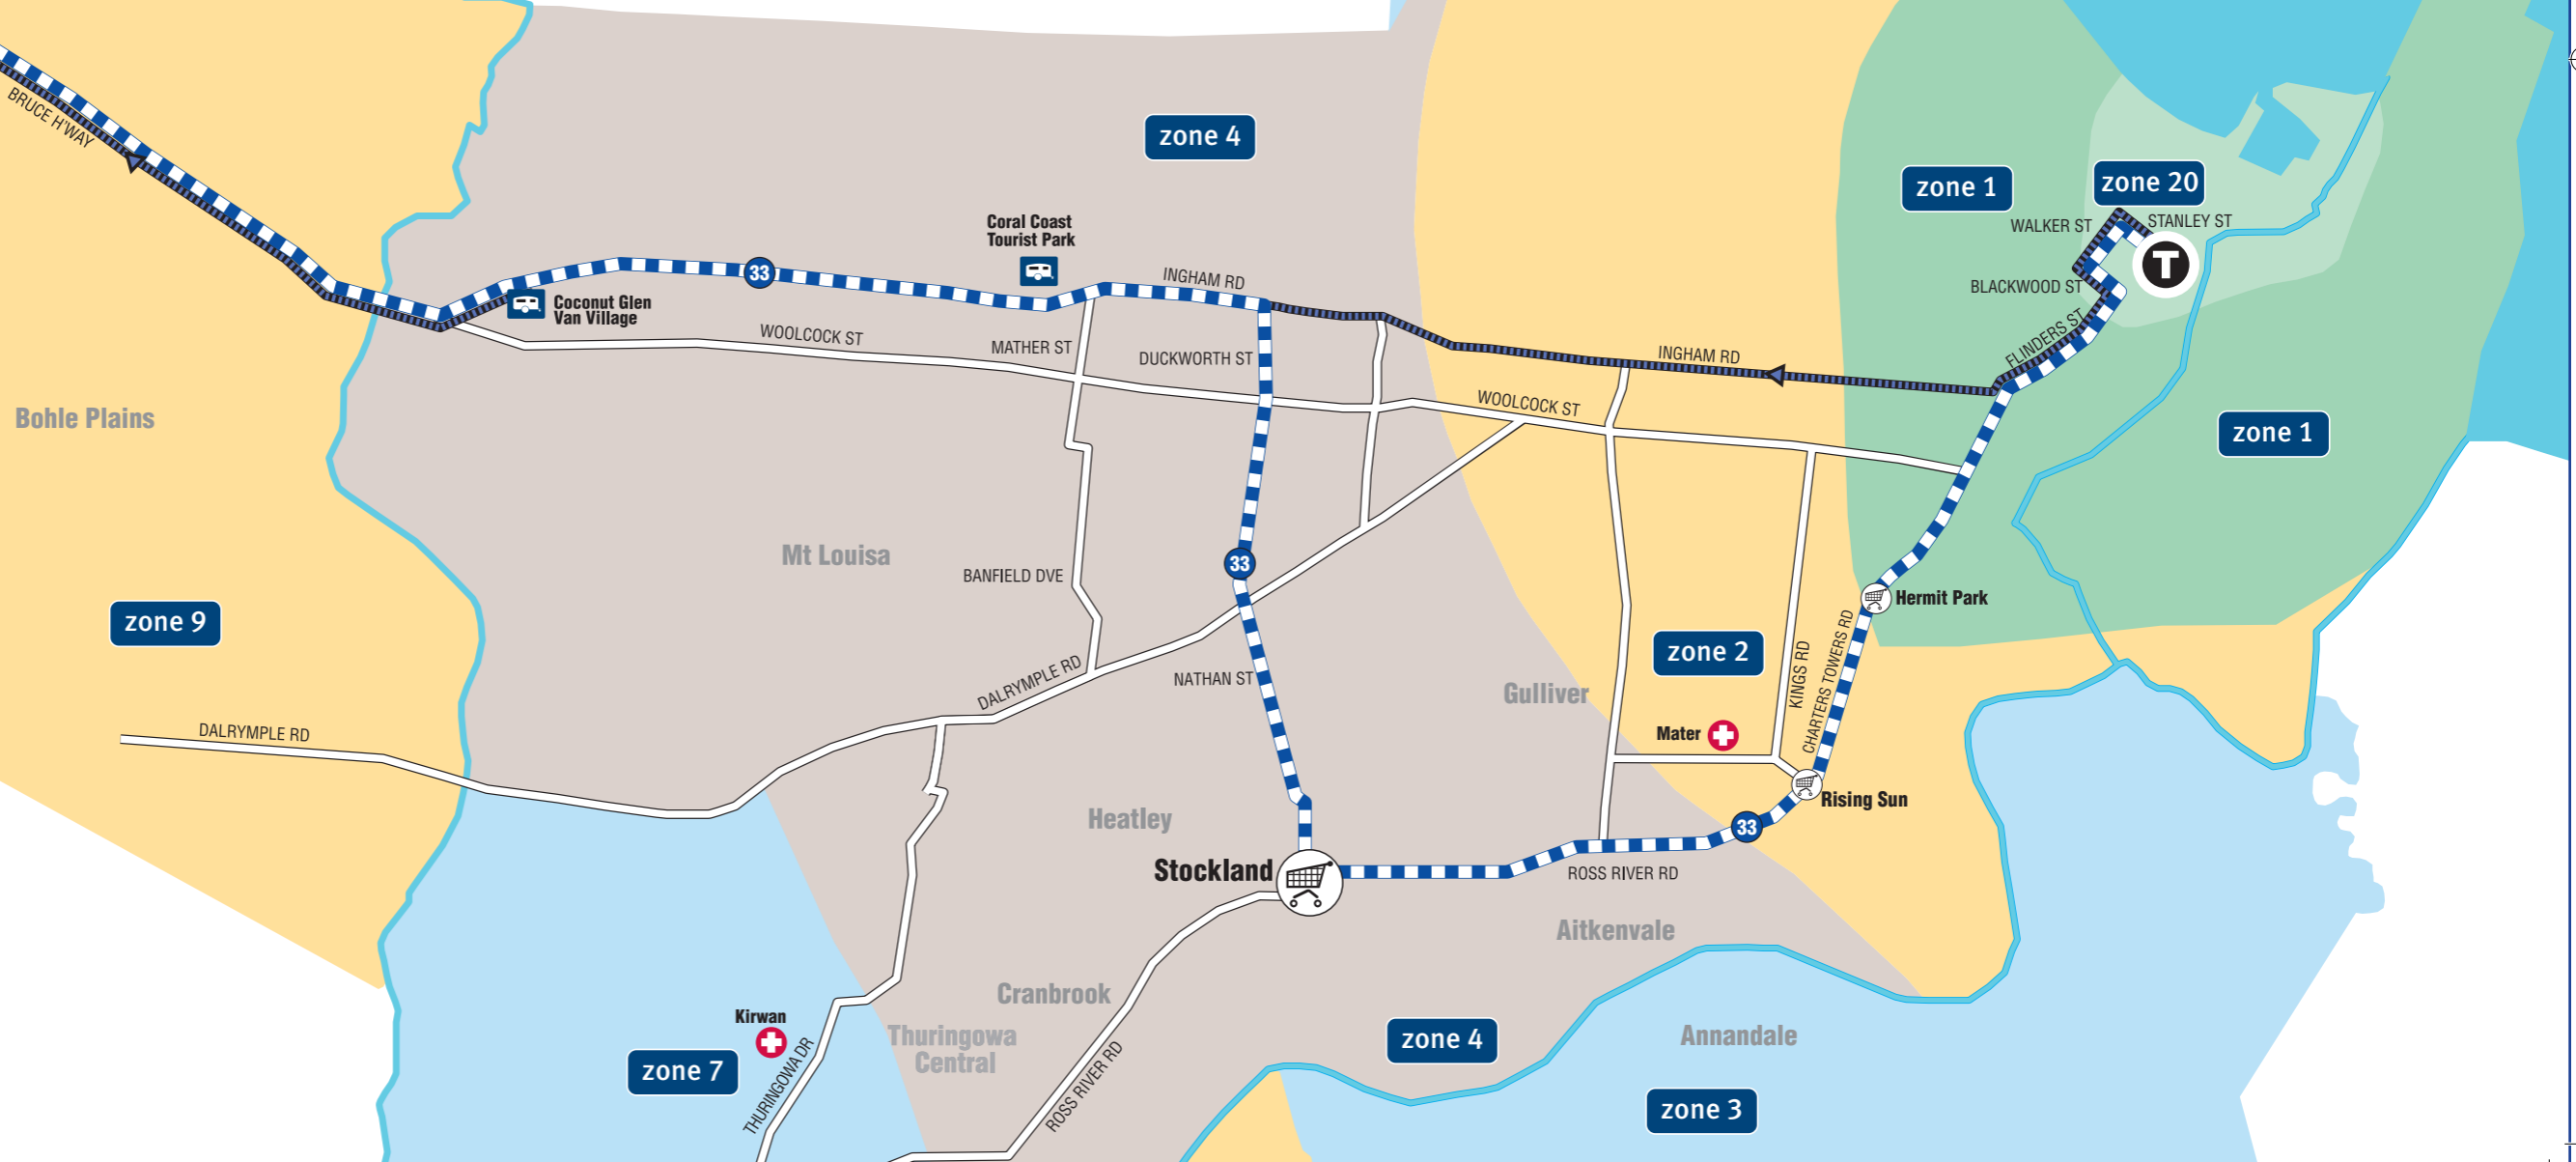 BRUCE H'WAY
zone 4
zone 1
zone 20
WALKER ST
STANLEY ST
T
BLACKWOOD ST
FLINDERS ST
Coral Coast
Tourist Park
33
INGHAM RD
Coconut Glen
Van Village
WOOLCOCK ST
MATHER ST
DUCKWORTH ST
INGHAM RD
WOOLCOCK ST
Bohle Plains
zone 1
Mt Louisa
33
BANFIELD DVE
Hermit Park
zone 9
zone 2
KINGS RD
CHARTERS TOWERS RD
DALRYMPLE RD
NATHAN ST
Gulliver
DALRYMPLE RD
Mater
Rising Sun
Heatley
33
Stockland
ROSS RIVER RD
Aitkenvale
Cranbrook
Kirwan
Thuringowa
Central
zone 4
Annandale
zone 7
THURINGOWA DR
ROSS RIVER RD
zone 3